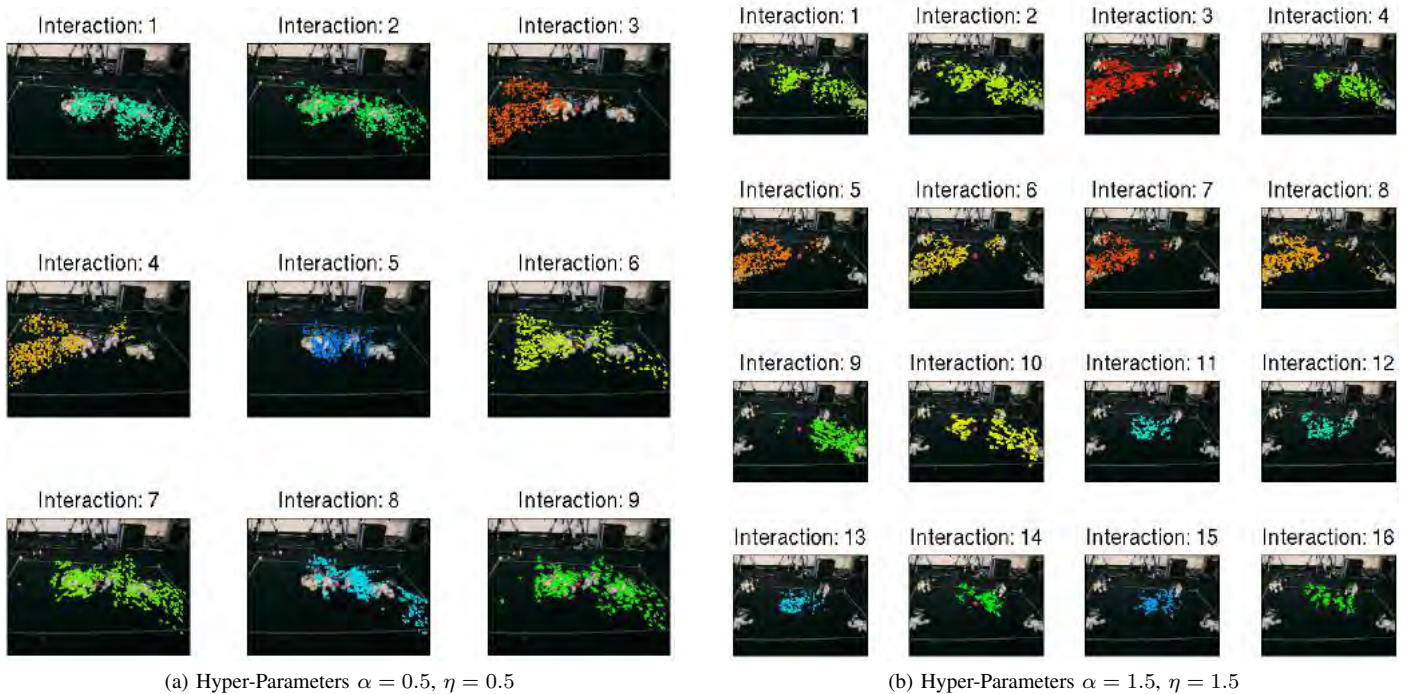 Interaction: 1
Interaction: 2
Interaction: 3
Interaction: 4
Interaction: 5
Interaction: 6
Interaction: 7
Interaction: 8
Interaction: 9
(a) Hyper-Parameters α = 0.5, η = 0.5
Interaction: 1
Interaction: 2
Interaction: 3
Interaction: 4
Interaction: 5
Interaction: 6
Interaction: 7
Interaction: 8
Interaction: 9
Interaction: 10
Interaction: 11
Interaction: 12
Interaction: 13
Interaction: 14
Interaction: 15
Interaction: 16
(b) Hyper-Parameters α = 1.5, η = 1.5